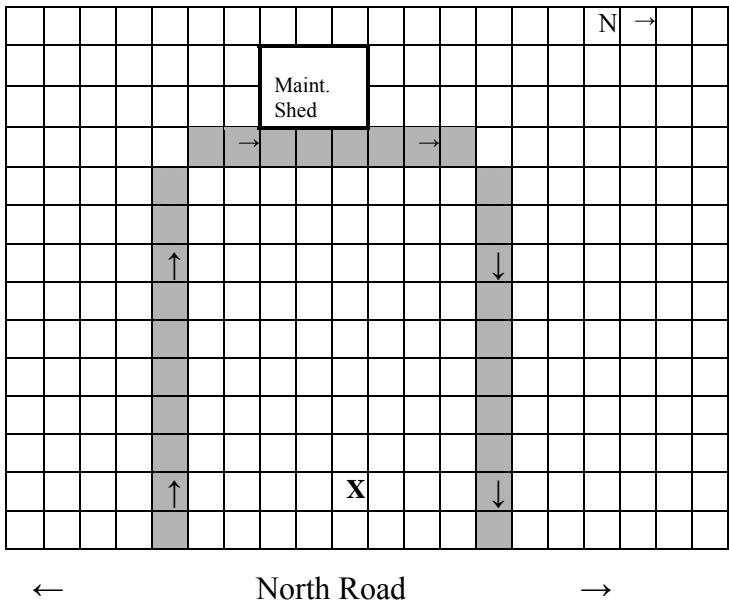 N →
Maint.
Shed
→ →
↑ ↓
↑ X ↓
← North Road →